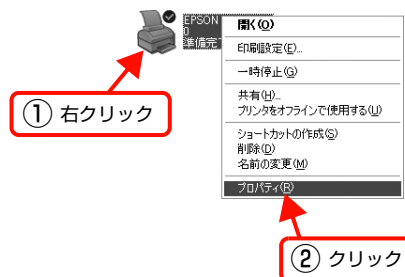 EPSON
0
準備完
開く(O)
印刷設定(E)...
一時停止(G)
共有(H)...
プリンタをオフラインで使用する(U)
ショートカットの作成(S)
削除(D)
名前の変更(M)
プロパティ(R)
① 右クリック
② クリック